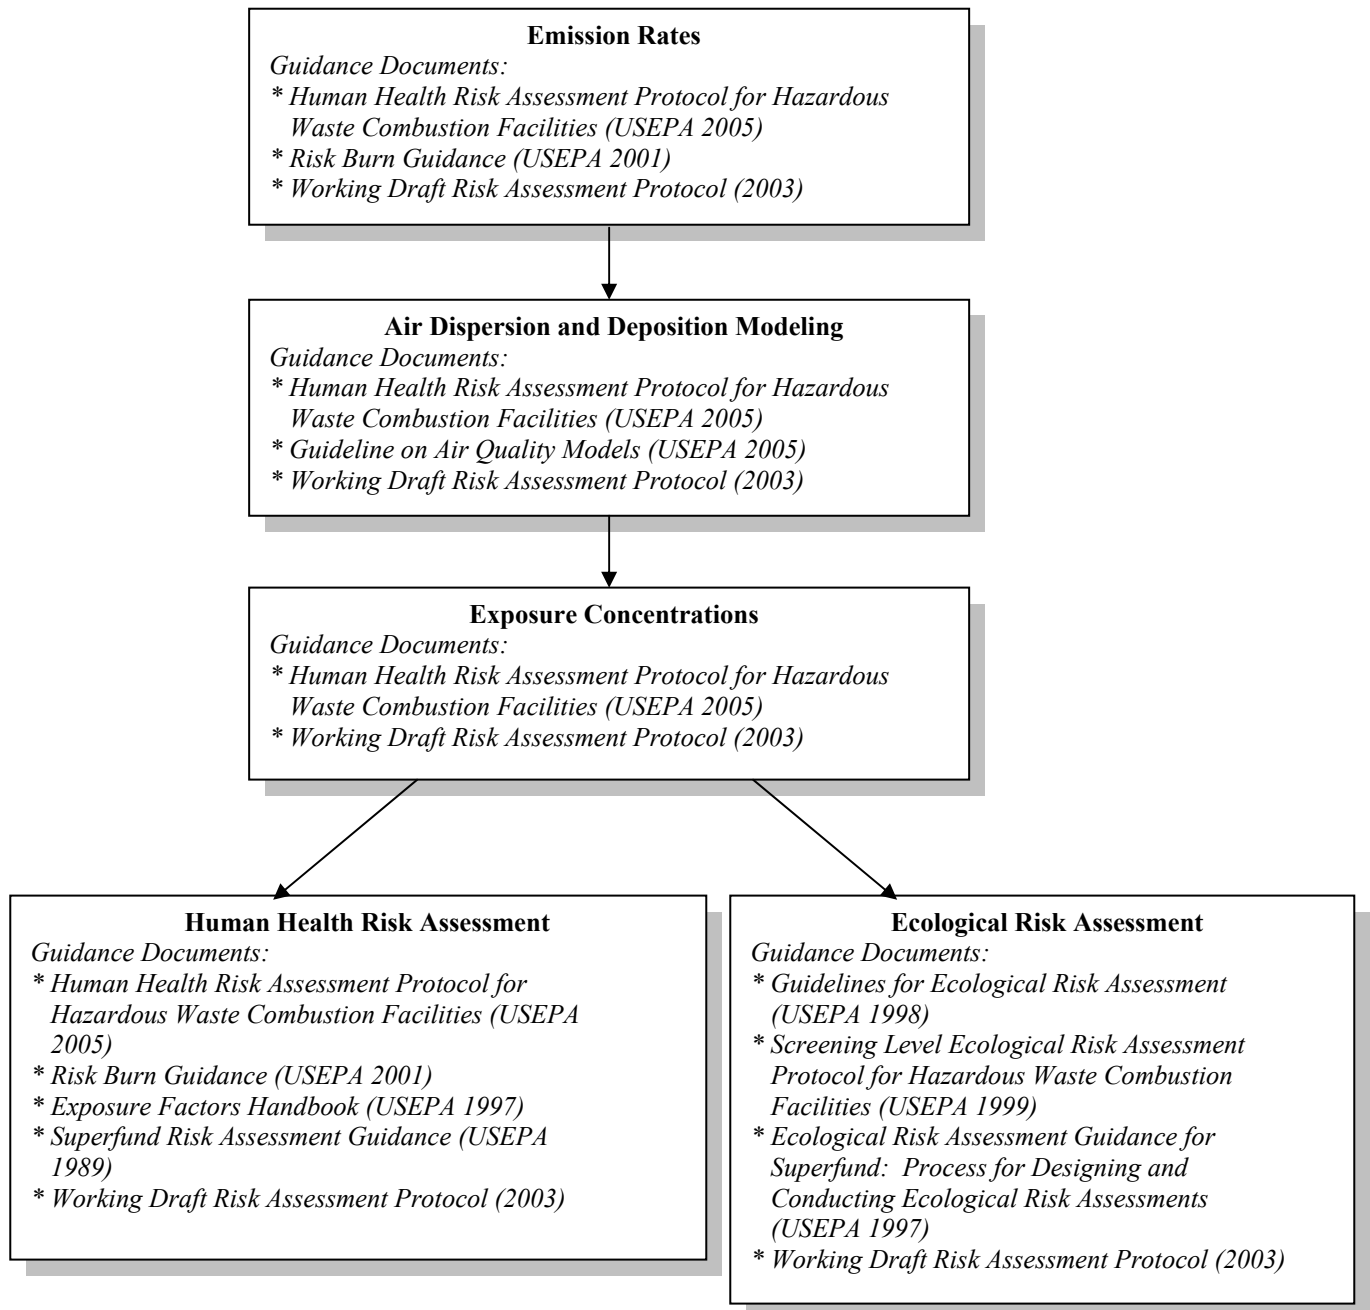 Emission Rates
Guidance Documents:
* Human Health Risk Assessment Protocol for Hazardous
Waste Combustion Facilities (USEPA 2005)
* Risk Burn Guidance (USEPA 2001)
* Working Draft Risk Assessment Protocol (2003)
Air Dispersion and Deposition Modeling
Guidance Documents:
* Human Health Risk Assessment Protocol for Hazardous
Waste Combustion Facilities (USEPA 2005)
* Guideline on Air Quality Models (USEPA 2005)
* Working Draft Risk Assessment Protocol (2003)
Exposure Concentrations
Guidance Documents:
* Human Health Risk Assessment Protocol for Hazardous
Waste Combustion Facilities (USEPA 2005)
* Working Draft Risk Assessment Protocol (2003)
Human Health Risk Assessment
Guidance Documents:
* Human Health Risk Assessment Protocol for
Hazardous Waste Combustion Facilities (USEPA
2005)
* Risk Burn Guidance (USEPA 2001)
* Exposure Factors Handbook (USEPA 1997)
* Superfund Risk Assessment Guidance (USEPA
1989)
* Working Draft Risk Assessment Protocol (2003)
Ecological Risk Assessment
Guidance Documents:
* Guidelines for Ecological Risk Assessment
(USEPA 1998)
* Screening Level Ecological Risk Assessment
Protocol for Hazardous Waste Combustion
Facilities (USEPA 1999)
* Ecological Risk Assessment Guidance for
Superfund:  Process for Designing and
Conducting Ecological Risk Assessments
(USEPA 1997)
* Working Draft Risk Assessment Protocol (2003)